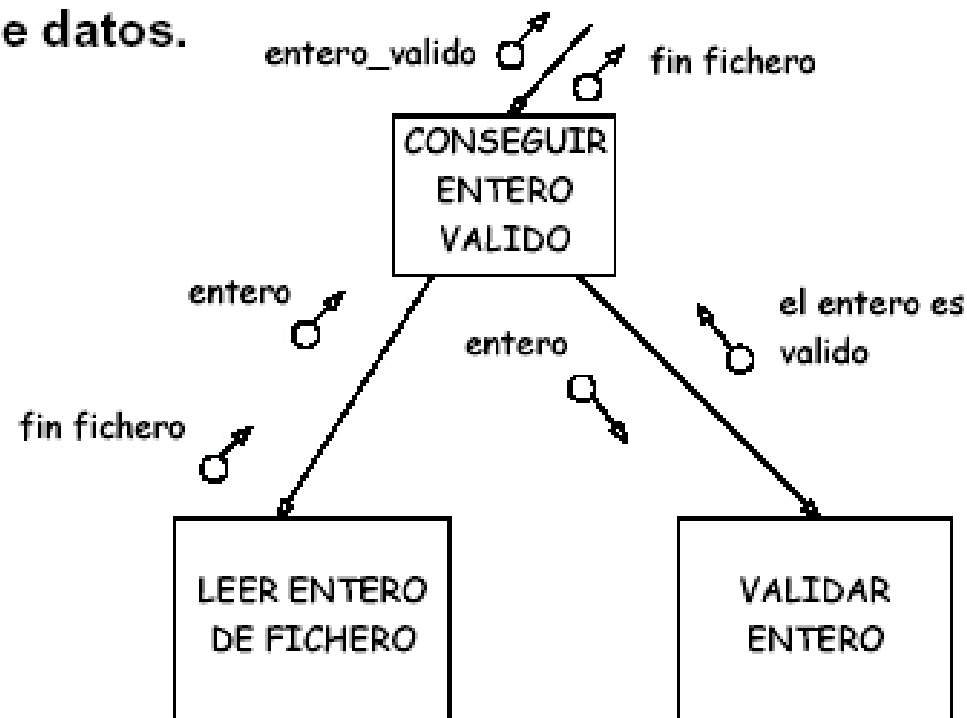 e datos.
entero_valido
fin fichero
CONSEGUIR
ENTERO
VALIDO
entero
el entero es
valido
entero
fin fichero
LEER ENTERO
DE FICHERO
VALIDAR
ENTERO